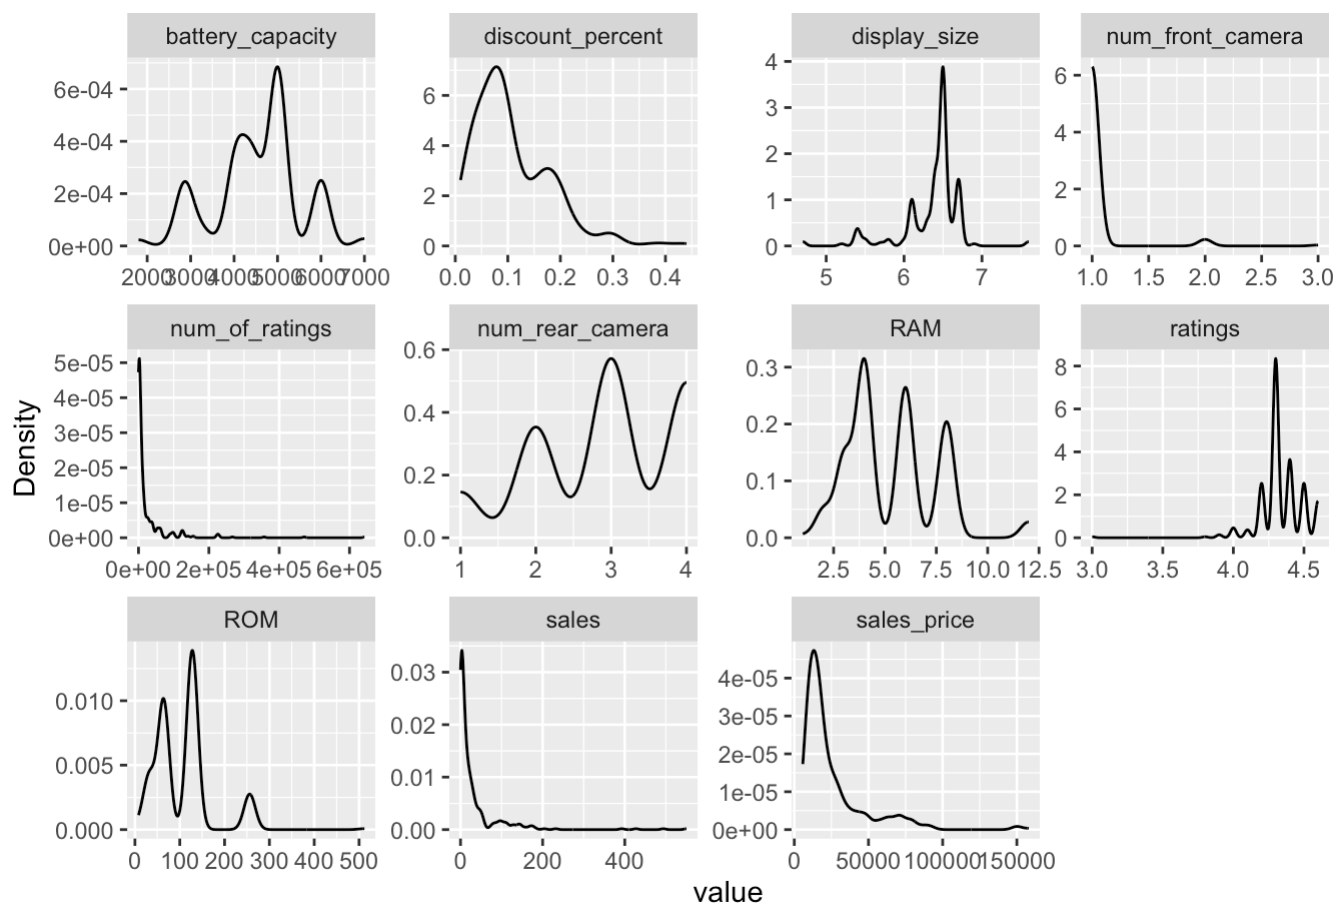 battery_capacity discount_percent display_size num_front_camera
6e-04 4e-04 2e-04 0e+00
6 4 2 0
4 3 2 1 0
6 4 2 0
2000 3000 4000 5000 6000 7000
0.0 0.1 0.2 0.3 0.4
5 6 7
1.0 1.5 2.0 2.5 3.0
num_of_ratings num_rear_camera RAM ratings
5e-05 4e-05 3e-05 2e-05 1e-05 0e+00
0.6 0.4 0.2 0.0
0.3 0.2 0.1 0.0
8 6 4 2 0
0e+00 2e+05 4e+05 6e+05
1 2 3 4
2.5 5.0 7.5 10.0 12.5
3.0 3.5 4.0 4.5
Density
ROM sales sales_price
0.010 0.005 0.000
0.03 0.02 0.01 0.00
4e-05 3e-05 2e-05 1e-05 0e+00
0 100 200 300 400 500
0 200 400
0 50000 100000 150000
value